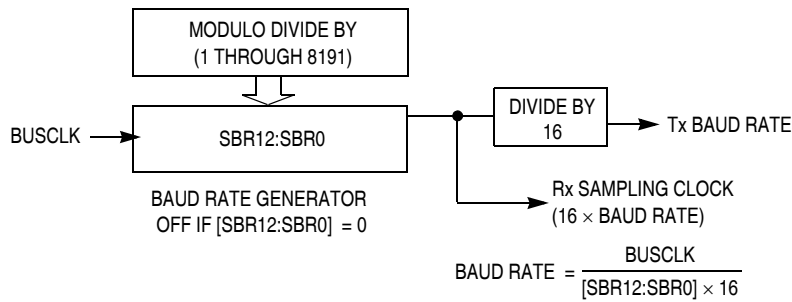 MODULO DIVIDE BY
(1 THROUGH 8191)
BUSCLK
SBR12:SBR0
DIVIDE BY
16
Tx BAUD RATE
BAUD RATE GENERATOR
OFF IF [SBR12:SBR0] = 0
Rx SAMPLING CLOCK
(16 × BAUD RATE)
BAUD RATE =
BUSCLK
[SBR12:SBR0] × 16